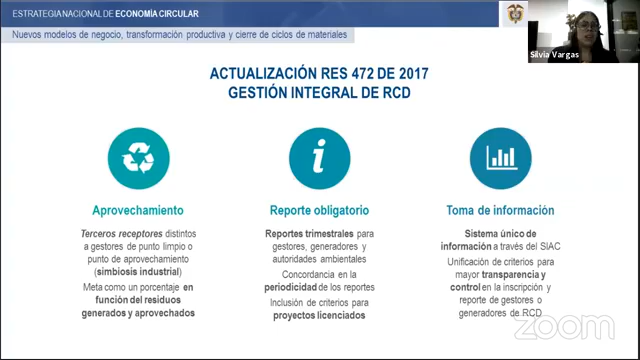 ESTRATEGIA NACIONAL DE ECONOMÍA CIRCULAR
Nuevos modelos de negocio, transformación productiva y cierre de ciclos de materiales
Silvia Vargas
ACTUALIZACIÓN RES 472 DE 2017
GESTIÓN INTEGRAL DE RCD
Aprovechamiento
Terceros receptores distintos
a gestores de punto limpio o
punto de aprovechamiento
(simbiosis industrial)
Meta como un porcentaje en
función del residuos
generados y aprovechados
i
Reporte obligatorio
Reportes trimestrales para
gestores, generadores y
autoridades ambientales
Concordancia en la
periodicidad de los reportes
Inclusión de criterios para
proyectos licenciados
Toma de información
Sistema único de
información a través del SIAC
Unificación de criterios para
mayor transparencia y
control en la inscripción y
reporte de gestores o
generadores de RCD
zoom